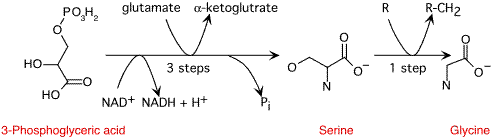 glutamate α-ketoglutrate R R-CH2
PO3H2
O
OH
O
HO
3 steps
NAD+ NADH + H+ Pi
O
O
O-
N
1 step
O
O-
N
3-Phosphoglyceric acid Serine Glycine